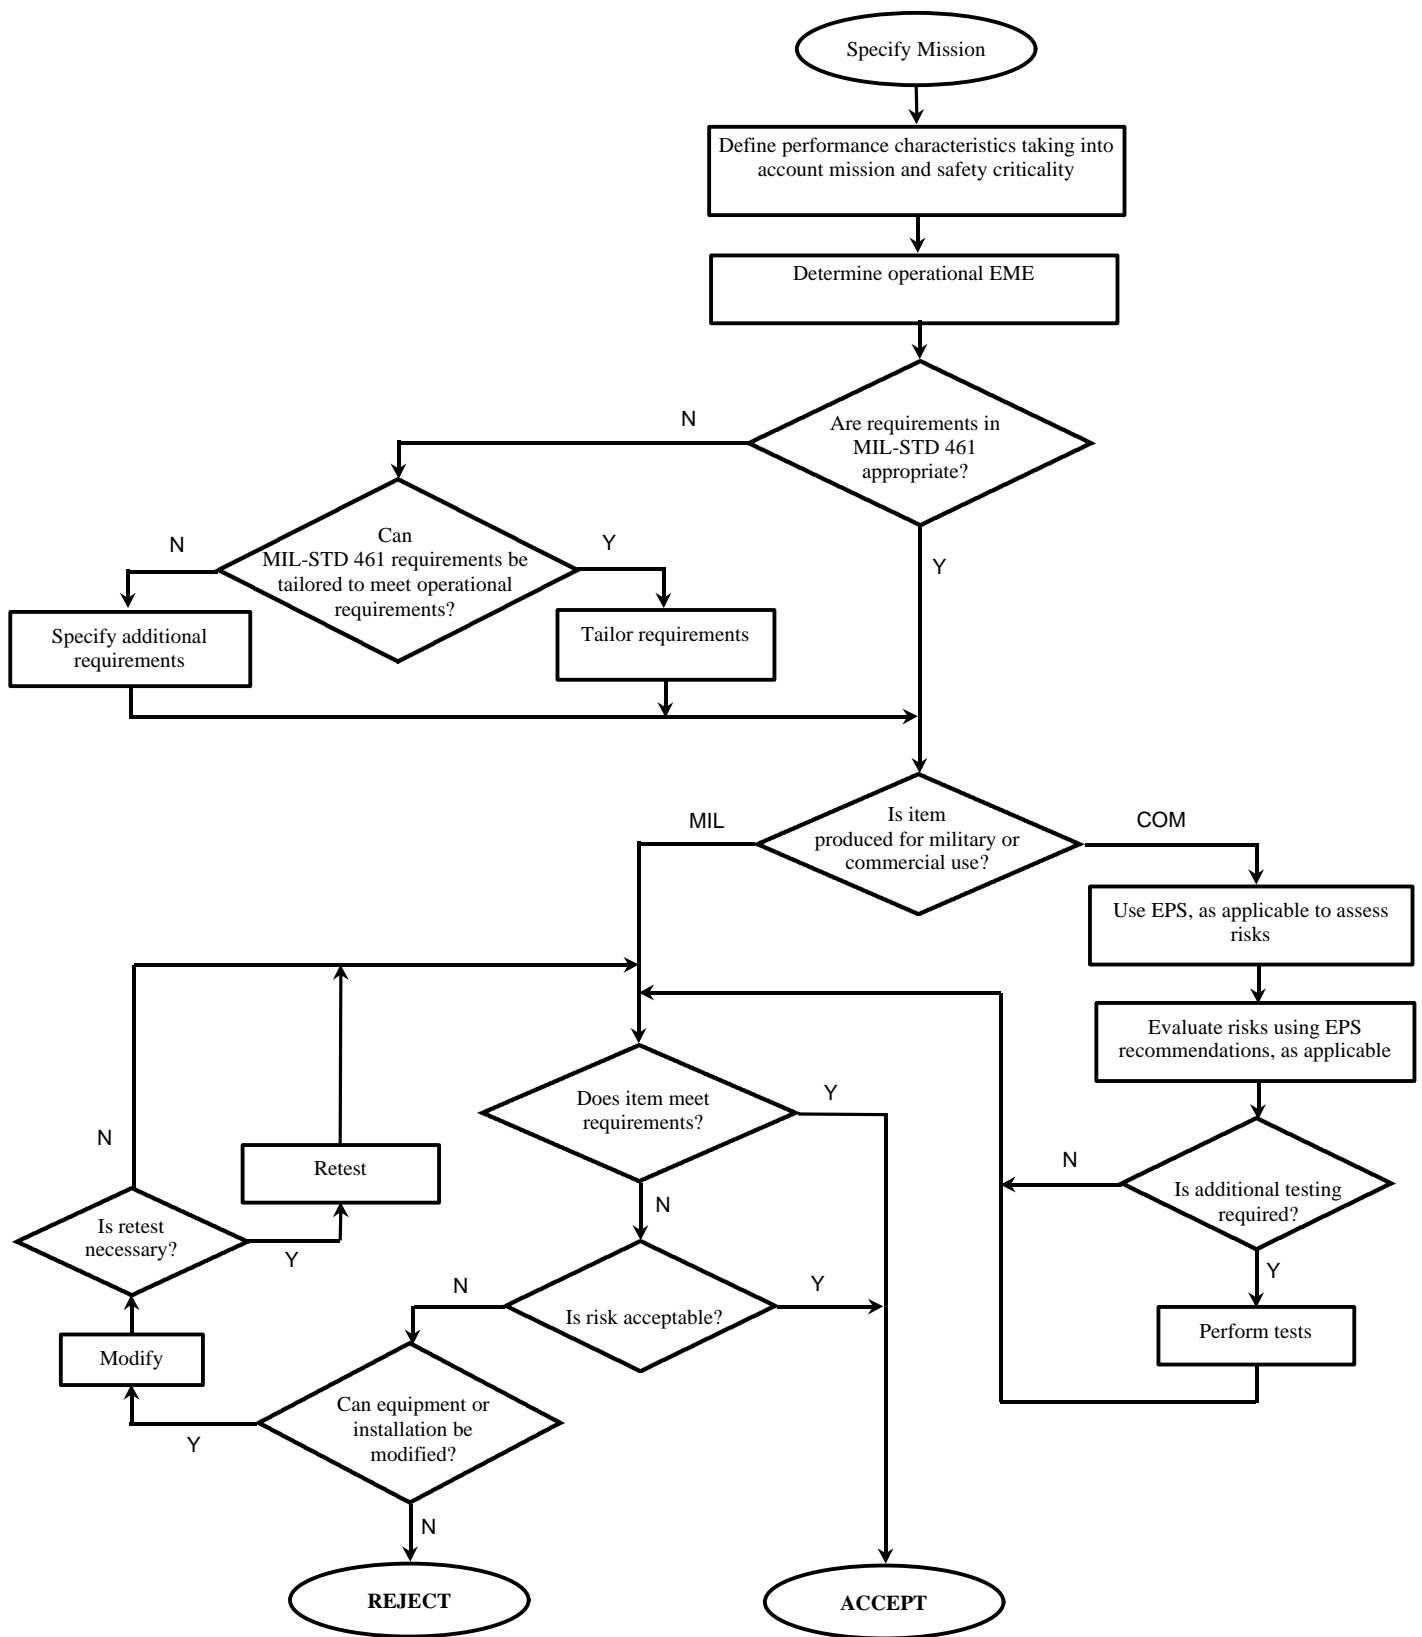 Specify Mission
Define performance characteristics taking into
account mission and safety criticality
Determine operational EME
N
Are requirements in
MIL-STD 461
appropriate?
Y
N
Can
MIL-STD 461 requirements be
tailored to meet operational
requirements?
Y
Specify additional
requirements
Tailor requirements
MIL
Is item
produced for military or
commercial use?
COM
Use EPS, as applicable to assess
risks
Evaluate risks using EPS
recommendations, as applicable
Does item meet
requirements?
Y
N
N
Is additional testing
required?
Y
Perform tests
N
Retest
Is retest
necessary?
Y
N
Is risk acceptable?
Y
Modify
Can equipment or
installation be
modified?
Y
N
REJECT
ACCEPT